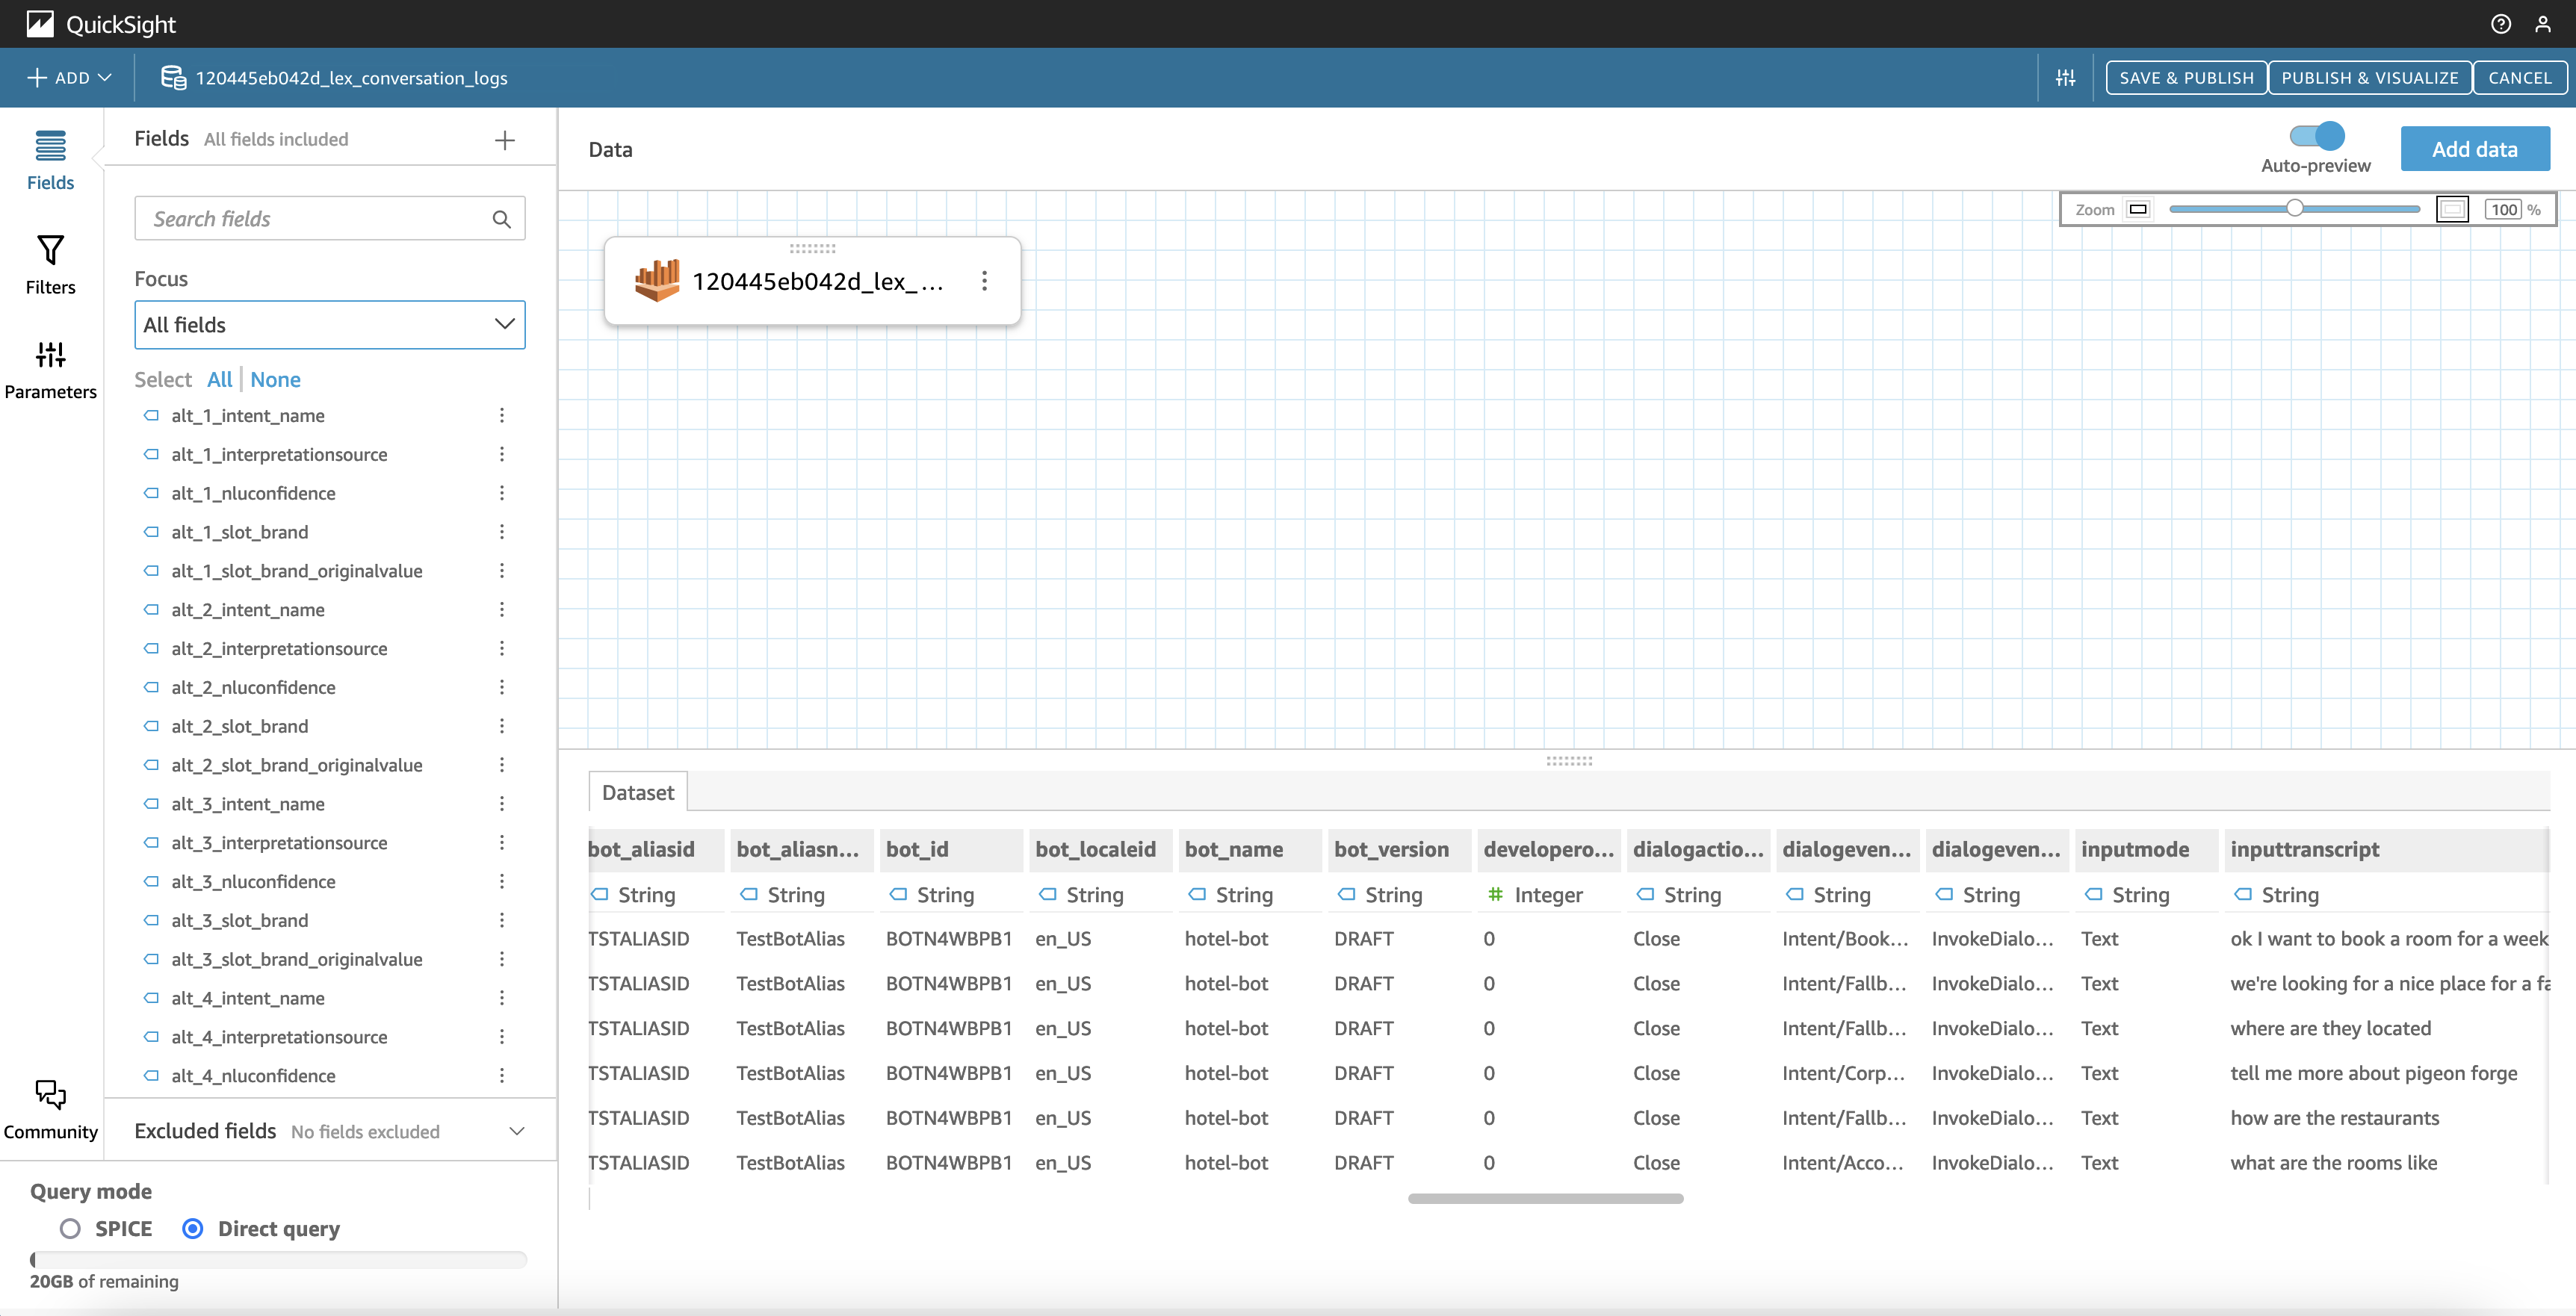 QuickSight
ADD
120445eb042d_lex_conversation_logs
SAVE & PUBLISH
PUBLISH & VISUALIZE
CANCEL
Fields
Filters
Parameters
Community
Fields All fields included
Search fields
Focus
All fields
Select All None
alt_1_intent_name
alt_1_interpretationsource
alt_1_nluconfidence
alt_1_slot_brand
alt_1_slot_brand_originalvalue
alt_2_intent_name
alt_2_interpretationsource
alt_2_nluconfidence
alt_2_slot_brand
alt_2_slot_brand_originalvalue
alt_3_intent_name
alt_3_interpretationsource
alt_3_nluconfidence
alt_3_slot_brand
alt_3_slot_brand_originalvalue
alt_4_intent_name
alt_4_interpretationsource
alt_4_nluconfidence
Excluded fields No fields excluded
Query mode
SPICE Direct query
20GB of remaining
Data
Auto-preview
Add data
Zoom 100 %
120445eb042d_lex_...
Dataset
bot_aliasid bot_aliasn... bot_id bot_localeid bot_name bot_version developero... dialogactio... dialogeven... dialogeven... inputmode inputtranscript
String String String String String String # Integer String String String String String
TSTALIASID TestBotAlias BOTN4WBPB1 en_US hotel-bot DRAFT 0 Close Intent/Book... InvokeDialo... Text ok I want to book a room for a week
TSTALIASID TestBotAlias BOTN4WBPB1 en_US hotel-bot DRAFT 0 Close Intent/Fallb... InvokeDialo... Text we're looking for a nice place for a fa
TSTALIASID TestBotAlias BOTN4WBPB1 en_US hotel-bot DRAFT 0 Close Intent/Fallb... InvokeDialo... Text where are they located
TSTALIASID TestBotAlias BOTN4WBPB1 en_US hotel-bot DRAFT 0 Close Intent/Corp... InvokeDialo... Text tell me more about pigeon forge
TSTALIASID TestBotAlias BOTN4WBPB1 en_US hotel-bot DRAFT 0 Close Intent/Fallb... InvokeDialo... Text how are the restaurants
TSTALIASID TestBotAlias BOTN4WBPB1 en_US hotel-bot DRAFT 0 Close Intent/Acco... InvokeDialo... Text what are the rooms like